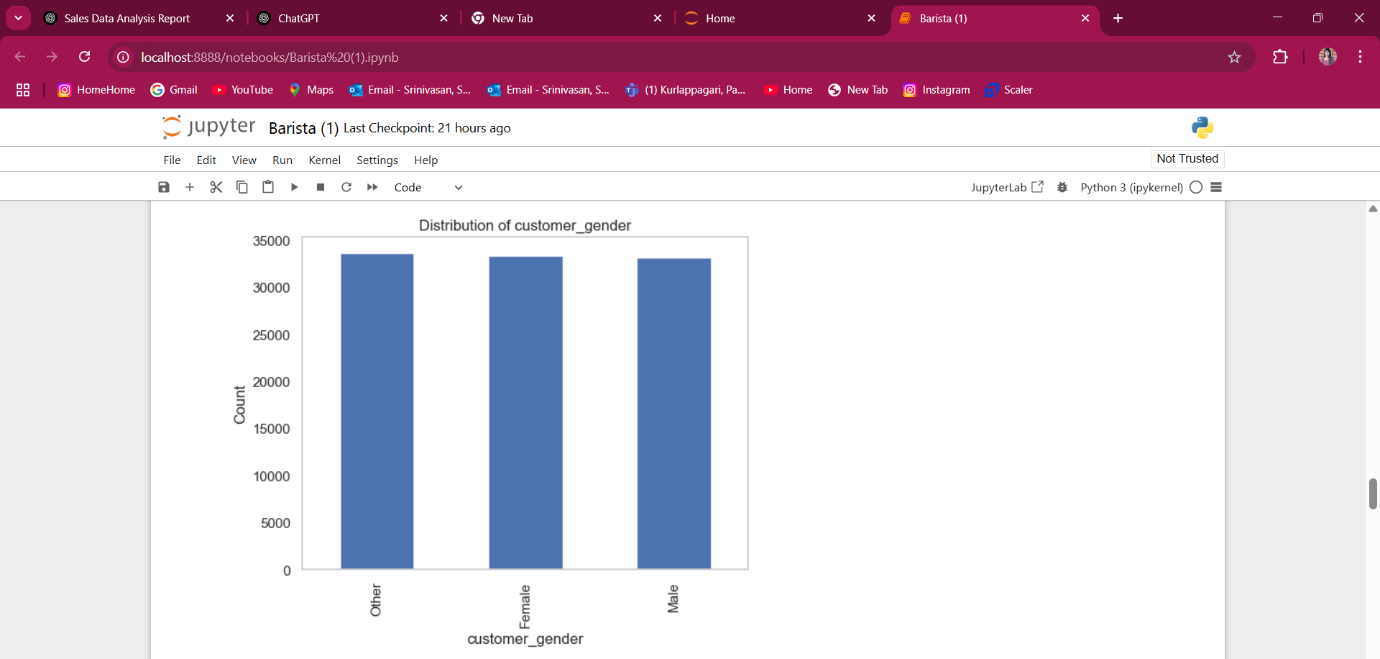 Sales Data Analysis Report
ChatGPT
New Tab
Home
Barista (1)
localhost:8888/notebooks/Barista%20(1).ipynb
HomeHome
Gmail
YouTube
Maps
Email - Srinivasan, S...
Email - Srinivasan, S...
(1) Kurlappagari, Pa...
Home
New Tab
Instagram
Scaler
jupyter Barista (1) Last Checkpoint: 21 hours ago
File Edit View Run Kernel Settings Help
Not Trusted
Code
JupyterLab
Python 3 (ipykernel)
Distribution of customer_gender
35000
30000
25000
20000
15000
10000
5000
0
Count
Other
Female
Male
customer_gender